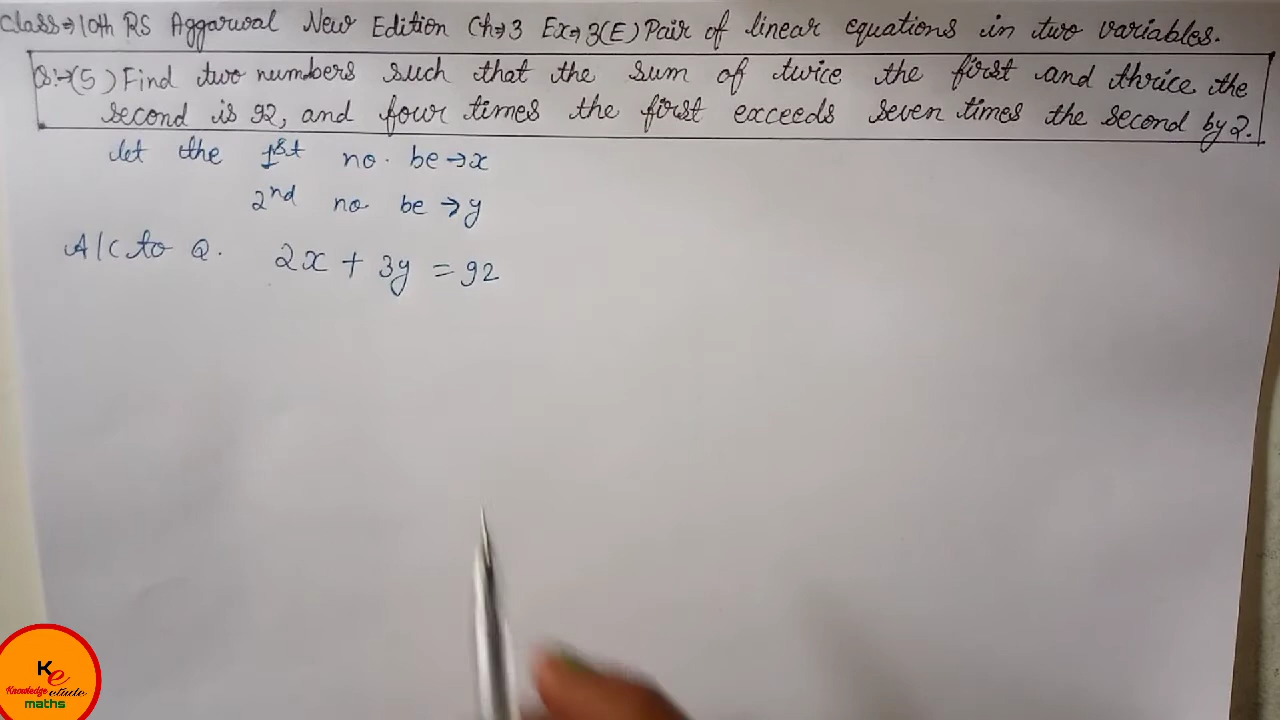 Class→10th RS Aggarwal New Edition Ch→3 Ex→3(E) Pair of linear equations in two variables.
Q:→(5) Find two numbers such that the sum of twice the first and thrice the
second is 92, and four times the first exceeds seven times the second by 2.
let the 1st no. be→x
2nd no be→y
A/C to Q. 2x + 3y = 92
Ke
Knowledge etude
maths